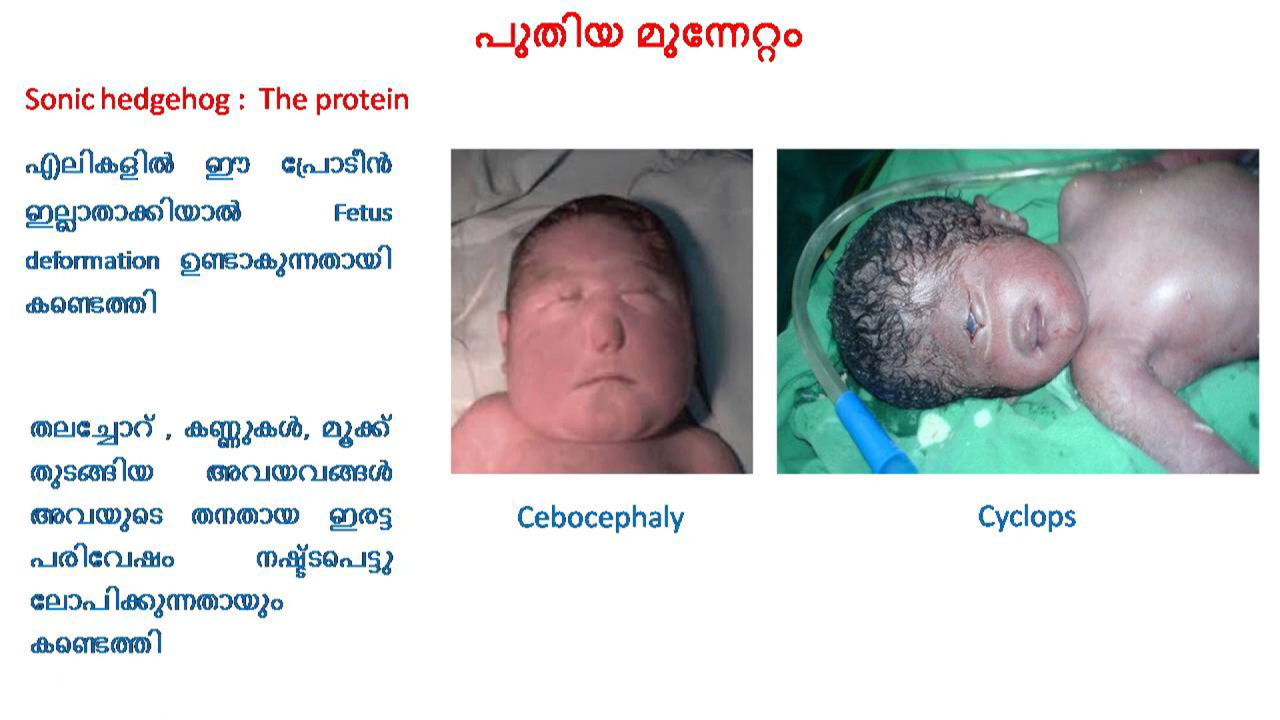 പുതിയ മുന്നേറ്റം
Sonic hedgehog : The protein
എലികളിൽ ഈ പ്രോടീൻ
ഇല്ലാതാക്കിയാൽ Fetus
deformation ഉണ്ടാകുന്നതായി
കണ്ടെത്തി
തലച്ചോറ് , കണ്ണുകൾ, മൂക്ക്
തുടങ്ങിയ അവയവങ്ങൾ
അവയുടെ തനതായ ഇരട്ട
പരിവേഷം നഷ്ട്ടപെട്ടു
ലോപിക്കുന്നതായും
കണ്ടെത്തി
Cebocephaly
Cyclops